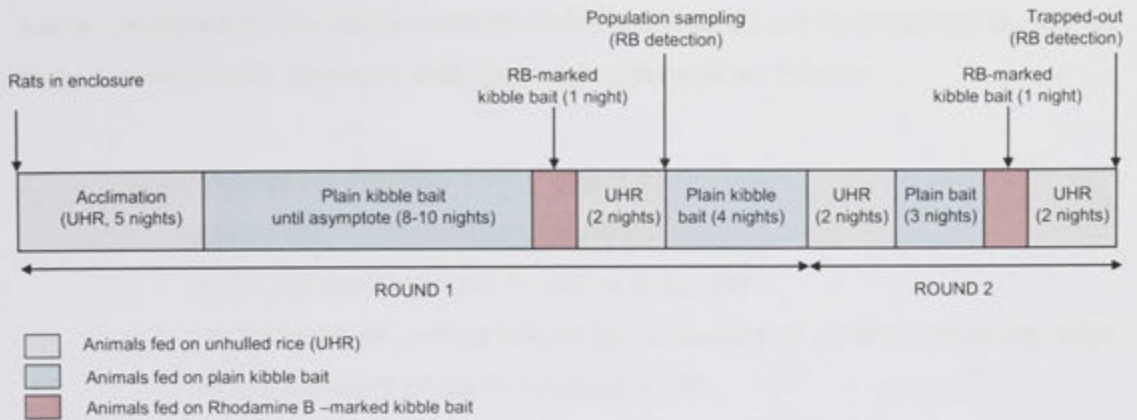 Population sampling
(RB detection)
Trapped-out
(RB detection)
Rats in enclosure
RB-marked
kibble bait (1 night)
RB-marked
kibble bait (1 night)
Acclimation
(UHR, 5 nights)
Plain kibble bait
until asymptote (8-10 nights)
UHR
(2 nights)
Plain kibble
bait (4 nights)
UHR
(2 nights)
Plain bait
(3 nights)
UHR
(2 nights)
ROUND 1
ROUND 2
Animals fed on unhulled rice (UHR)
Animals fed on plain kibble bait
Animals fed on Rhodamine B –marked kibble bait